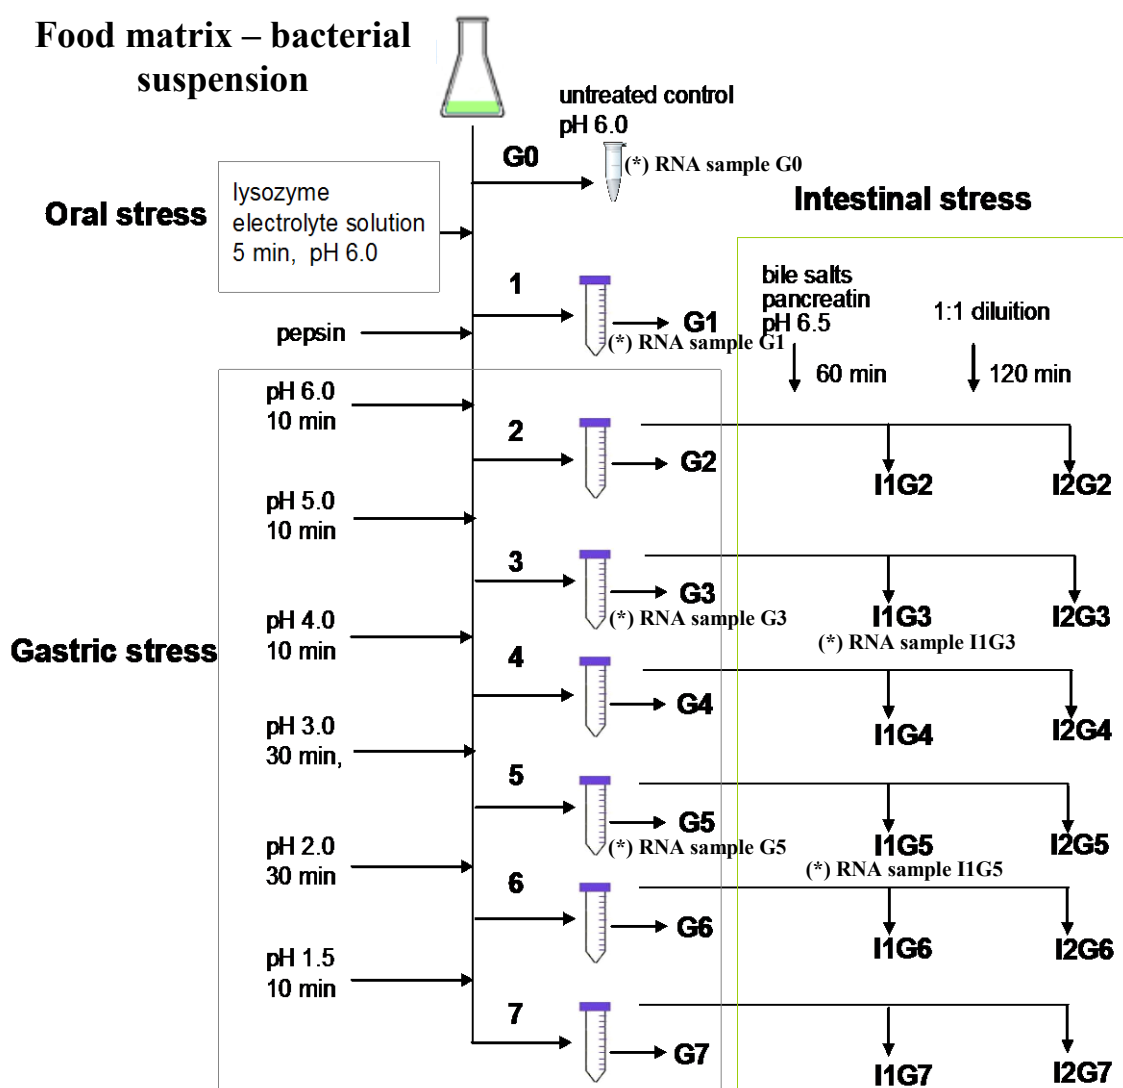 Food matrix – bacterial
suspension
untreated control
pH 6.0
G0
(*) RNA sample G0
Oral stress
lysozyme
electrolyte solution
5 min, pH 6.0
Intestinal stress
bile salts
pancreatin
pH 6.5
1:1 diluition
60 min
120 min
1
G1
(*) RNA sample G1
pepsin
pH 6.0
10 min
2
G2
I1G2
I2G2
pH 5.0
10 min
3
G3
(*) RNA sample G3
I1G3
I2G3
(*) RNA sample I1G3
Gastric stress
pH 4.0
10 min
4
G4
I1G4
I2G4
pH 3.0
30 min,
5
G5
(*) RNA sample G5
I1G5
I2G5
(*) RNA sample I1G5
pH 2.0
30 min
6
G6
I1G6
I2G6
pH 1.5
10 min
7
G7
I1G7
I2G7